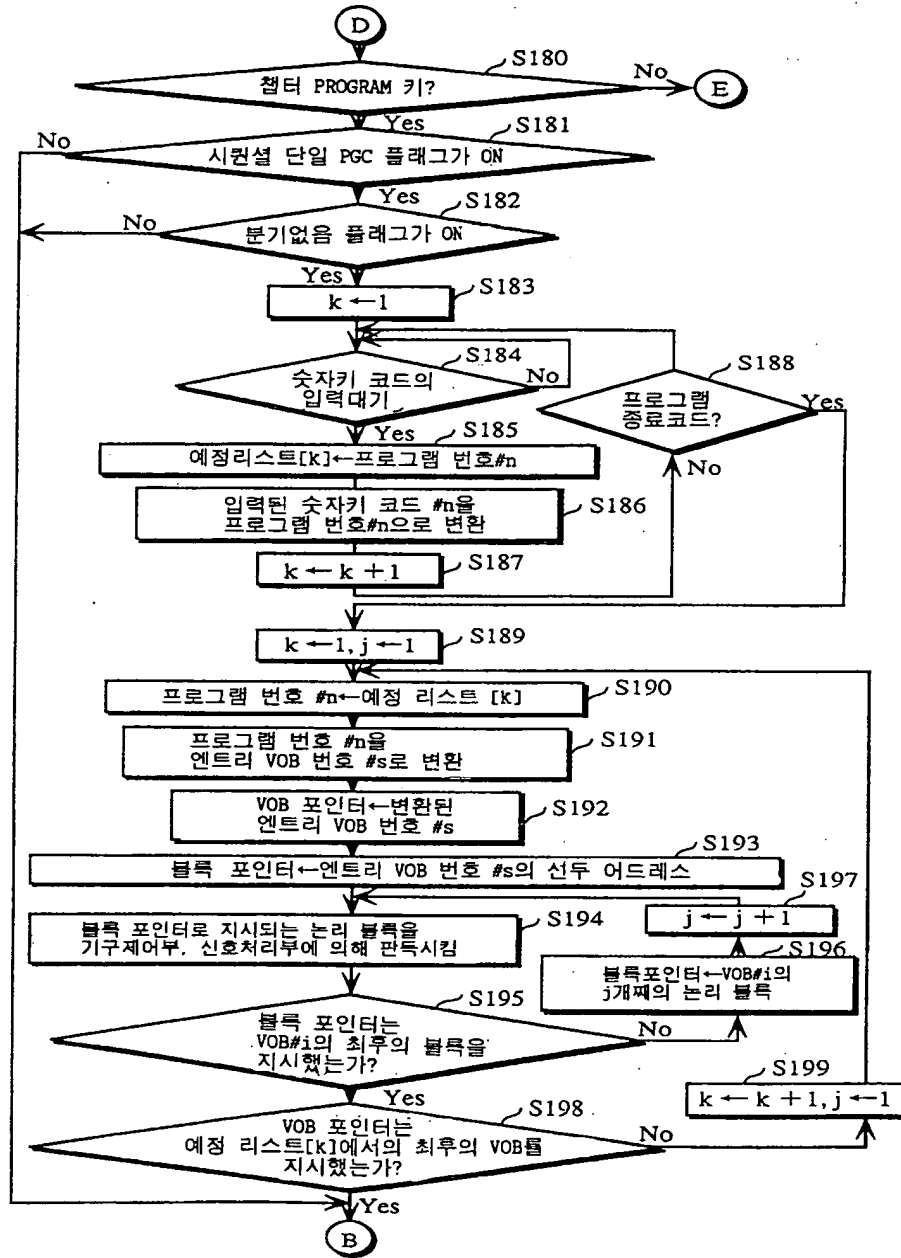 D
S180
챕터 PROGRAM 키?
No
E
Yes
S181
No
시퀀셜 단일 PGC 플래그가 ON
Yes
S182
No
분기없음 플래그가 ON
Yes
S183
k←1
S184
숫자키 코드의
입력대기
No
S188
프로그램
종료코드?
Yes
No
Yes
S185
예정리스트[k]←프로그램 번호#n
입력된 숫자키 코드 #n을
프로그램 번호#n으로 변환
S186
k←k+1
S187
k←1,j←1
S189
프로그램 번호 #n←예정 리스트 [k]
S190
프로그램 번호 #n을
엔트리 VOB 번호 #s로 변환
S191
VOB 포인터←변환된
엔트리 VOB 번호 #s
S192
S193
블록 포인터←엔트리 VOB 번호 #s의 선두 어드레스
S197
j←j+1
S194
블록 포인터로 지시되는 논리 블록을
기구제어부, 신호처리부에 의해 판독시킴
S196
블록포인터←VOB#i의
j개째의 논리 블록
S195
블록 포인터는
VOB#i의 최후의 블록을
지시했는가?
No
Yes
S199
k←k+1,j←1
S198
VOB 포인터는
예정 리스트[k]에서의 최후의 VOB를
지시했는가?
No
Yes
B